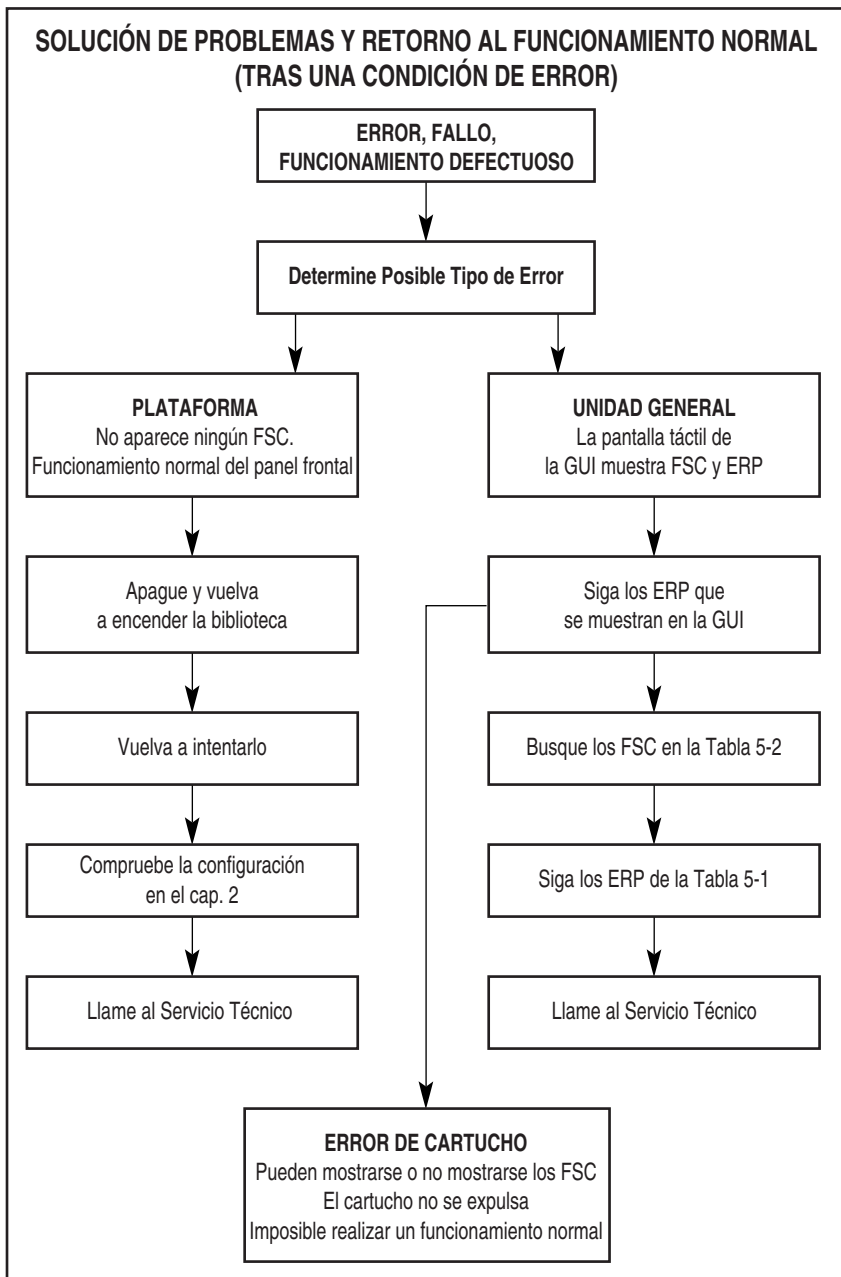 SOLUCIÓN DE PROBLEMAS Y RETORNO AL FUNCIONAMIENTO NORMAL
(TRAS UNA CONDICIÓN DE ERROR)
ERROR, FALLO,
FUNCIONAMIENTO DEFECTUOSO
Determine Posible Tipo de Error
PLATAFORMA
No aparece ningún FSC.
Funcionamiento normal del panel frontal
Apague y vuelva
a encender la biblioteca
Vuelva a intentarlo
Compruebe la configuración
en el cap. 2
Llame al Servicio Técnico
UNIDAD GENERAL
La pantalla táctil de
la GUI muestra FSC y ERP
Siga los ERP que
se muestran en la GUI
Busque los FSC en la Tabla 5-2
Siga los ERP de la Tabla 5-1
Llame al Servicio Técnico
ERROR DE CARTUCHO
Pueden mostrarse o no mostrarse los FSC
El cartucho no se expulsa
Imposible realizar un funcionamiento normal